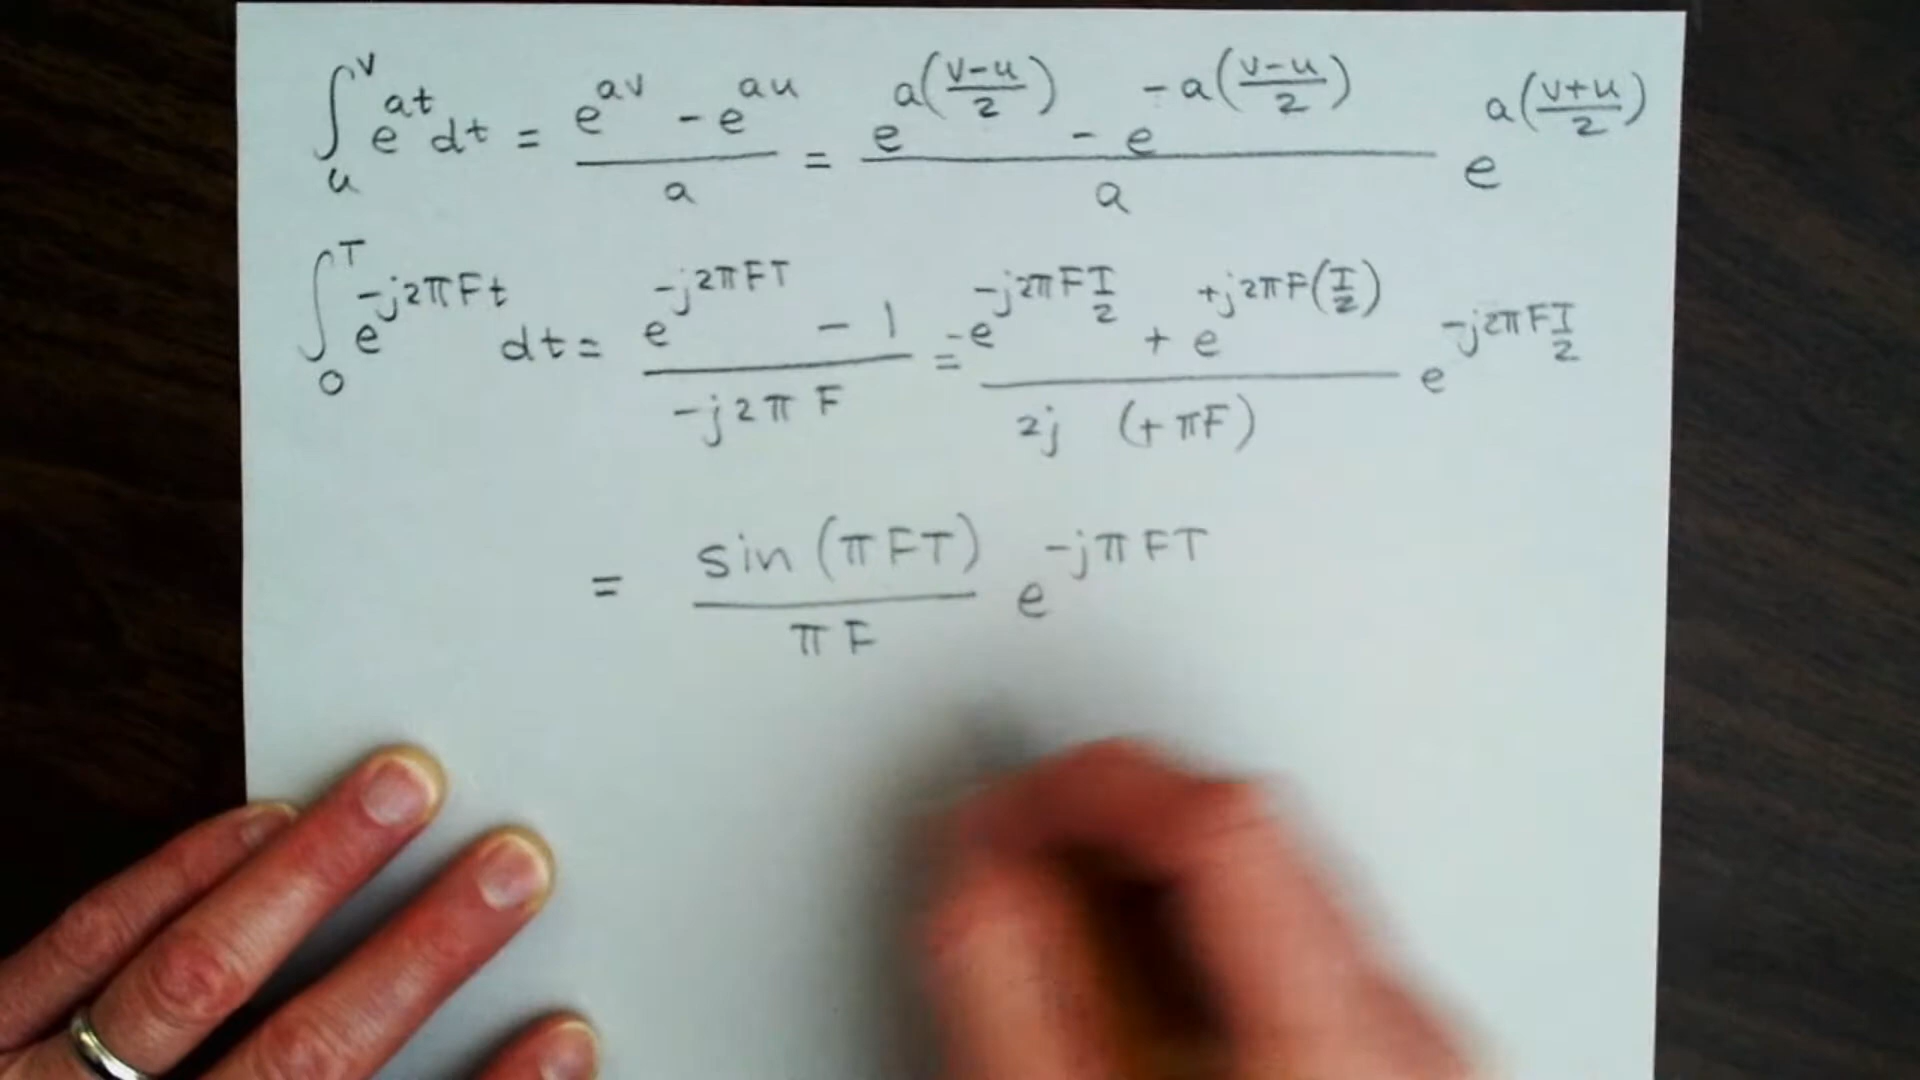 ∫_u^v e^{at} dt = (e^{av} - e^{au}) / a = (e^{a((v-u)/2)} - e^{-a((v-u)/2)}) / a e^{a((v+u)/2)}
∫_0^T e^{-j2πFt} dt = (e^{-j2πFT} - 1) / (-j2πF) = (-e^{-j2πF T/2} + e^{+j2πF(T/2)}) / (2j (+πF)) e^{-j2πF T/2}
= sin(πFT) / (πF) e^{-jπFT}